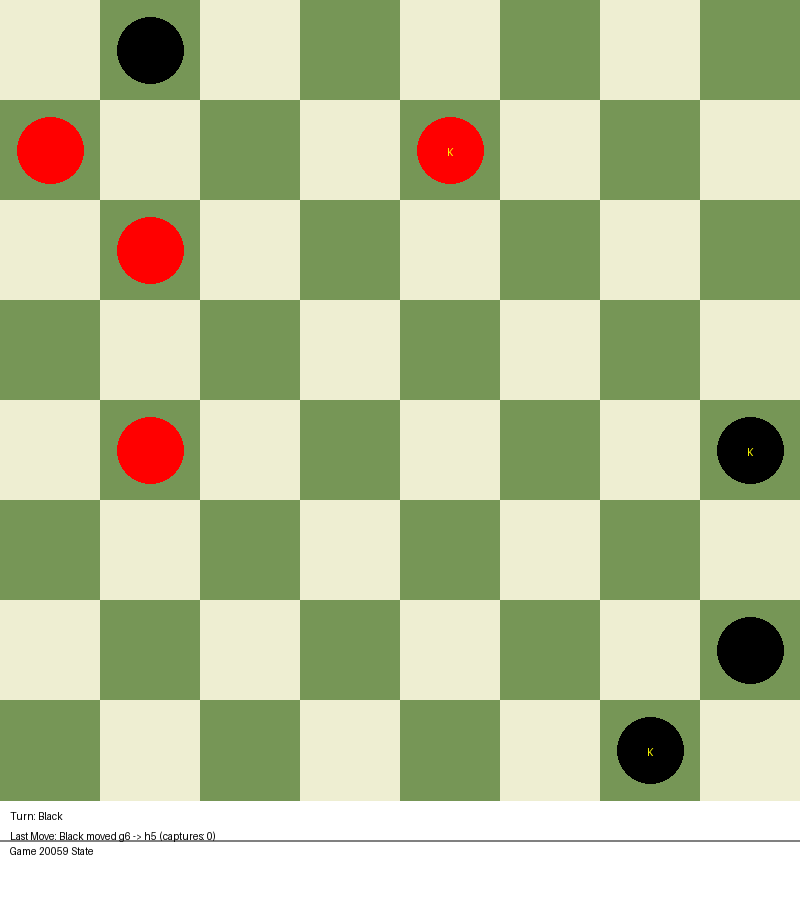 K
K
K
Turn: Black
Last Move: Black moved g6 -> h5 (captures: 0)
Game 20059 State